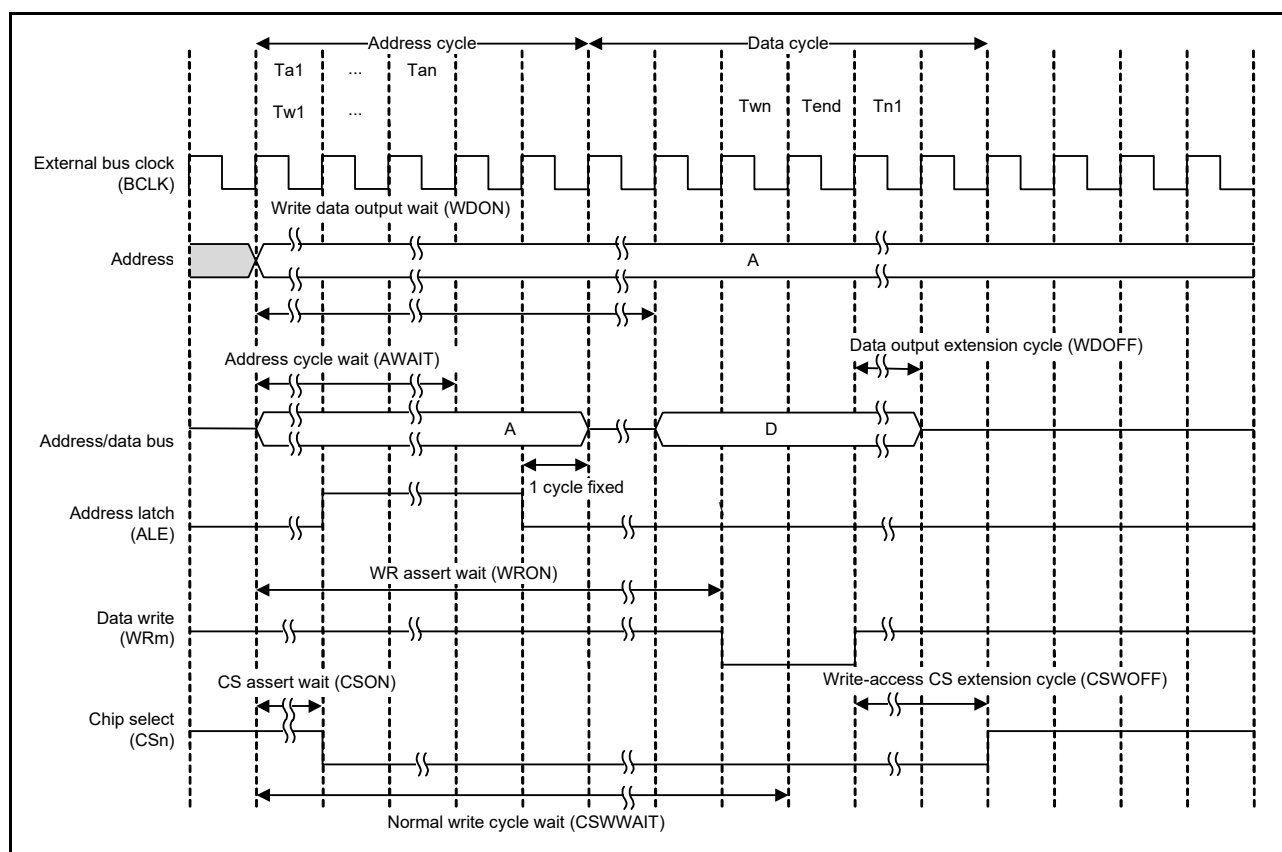 Address cycle Data cycle
Ta1 ... Tan
Twn Tend Tn1
Tw1 ...
External bus clock
(BCLK)
Write data output wait (WDON)
Address
A
Data output extension cycle (WDOFF)
Address cycle wait (AWAIT)
Address/data bus
A D
1 cycle fixed
Address latch
(ALE)
WR assert wait (WRON)
Data write
(WRm)
CS assert wait (CSON)
Write-access CS extension cycle (CSWOFF)
Chip select
(CSn)
Normal write cycle wait (CSWWAIT)